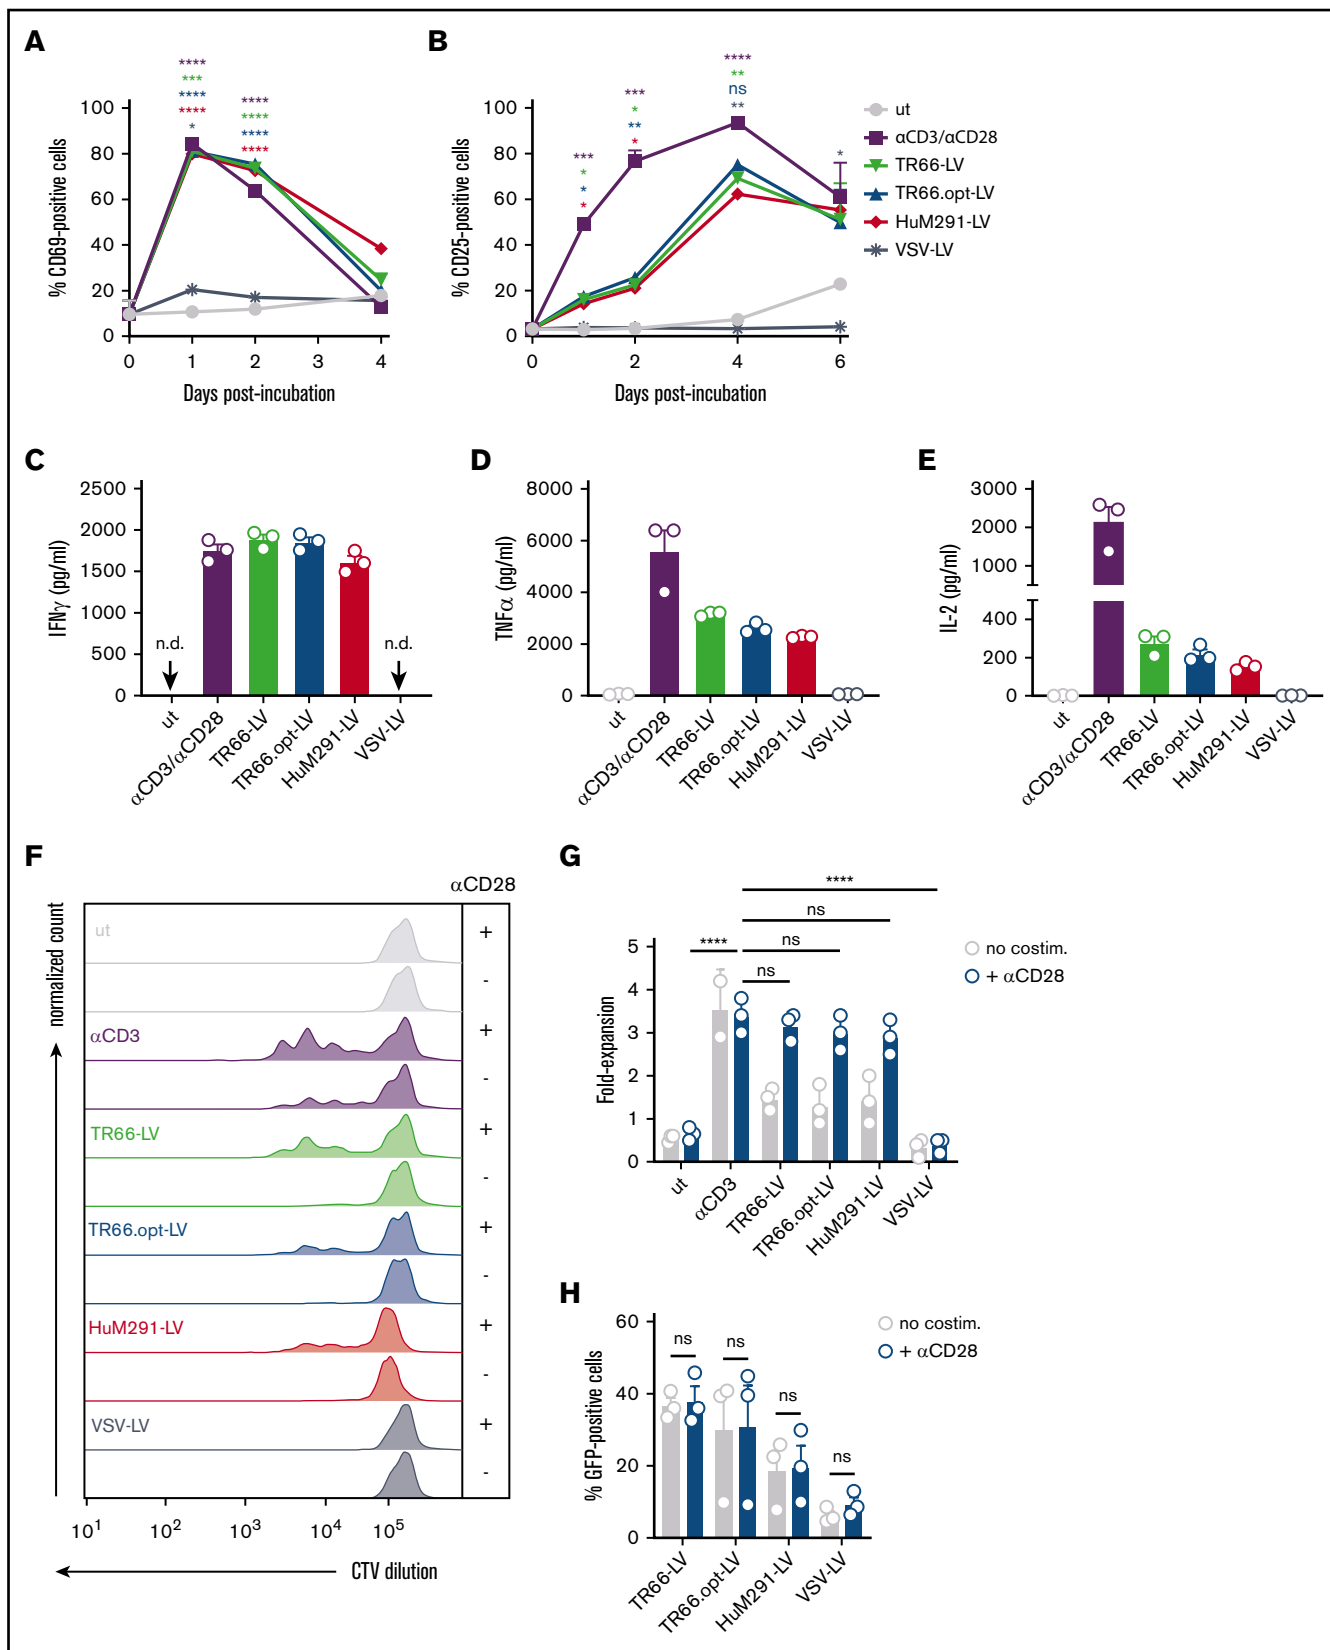 A
% CD69-positive cells
100
80
60
40
20
0
****
***
****
****
*
****
****
****
****
0 1 2 3 4
Days post-incubation
B
% CD25-positive cells
100
80
60
40
20
0
***
*
*
*
***
*
**
*
****
**
ns
**
*
0 2 4 6
Days post-incubation
ut
αCD3/αCD28
TR66-LV
TR66.opt-LV
HuM291-LV
VSV-LV
C
IFNγ (pg/ml)
2500
2000
1500
1000
500
0
n.d.
n.d.
ut
αCD3/αCD28
TR66-LV
TR66.opt-LV
HuM291-LV
VSV-LV
D
TNFα (pg/ml)
8000
6000
4000
2000
0
ut
αCD3/αCD28
TR66-LV
TR66.opt-LV
HuM291-LV
VSV-LV
E
IL-2 (pg/ml)
3000
2000
1000
400
200
0
ut
αCD3/αCD28
TR66-LV
TR66.opt-LV
HuM291-LV
VSV-LV
F
αCD28
normalized count
ut +
-
αCD3 +
-
TR66-LV +
-
TR66.opt-LV +
-
HuM291-LV +
-
VSV-LV +
-
10¹ 10² 10³ 10⁴ 10⁵
CTV dilution
G
****
ns
ns
****
ns
Fold-expansion
5
4
3
2
1
0
no costim.
+ αCD28
ut
αCD3
TR66-LV
TR66.opt-LV
HuM291-LV
VSV-LV
H
% GFP-positive cells
60
40
20
0
ns
ns
ns
ns
no costim.
+ αCD28
TR66-LV
TR66.opt-LV
HuM291-LV
VSV-LV